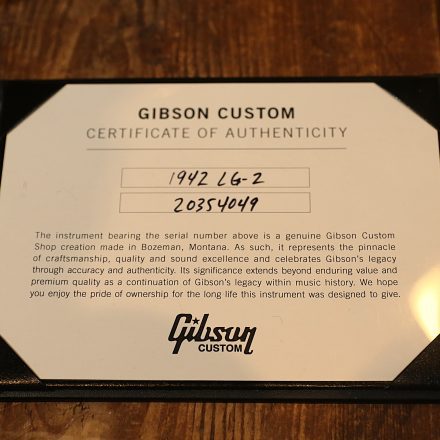 GIBSON CUSTOM
CERTIFICATE OF AUTHENTICITY
1942 LG-2
20354049
The instrument bearing the serial number above is a genuine Gibson Custom
Shop creation made in Bozeman, Montana. As such, it represents the pinnacle
of craftsmanship, quality and sound excellence and celebrates Gibson's legacy
through accuracy and authenticity. Its significance extends beyond enduring value and
premium quality as a continuation of Gibson's legacy within music history. We hope
you enjoy the pride of ownership for the long life this instrument was designed to give.
Gibson
CUSTOM